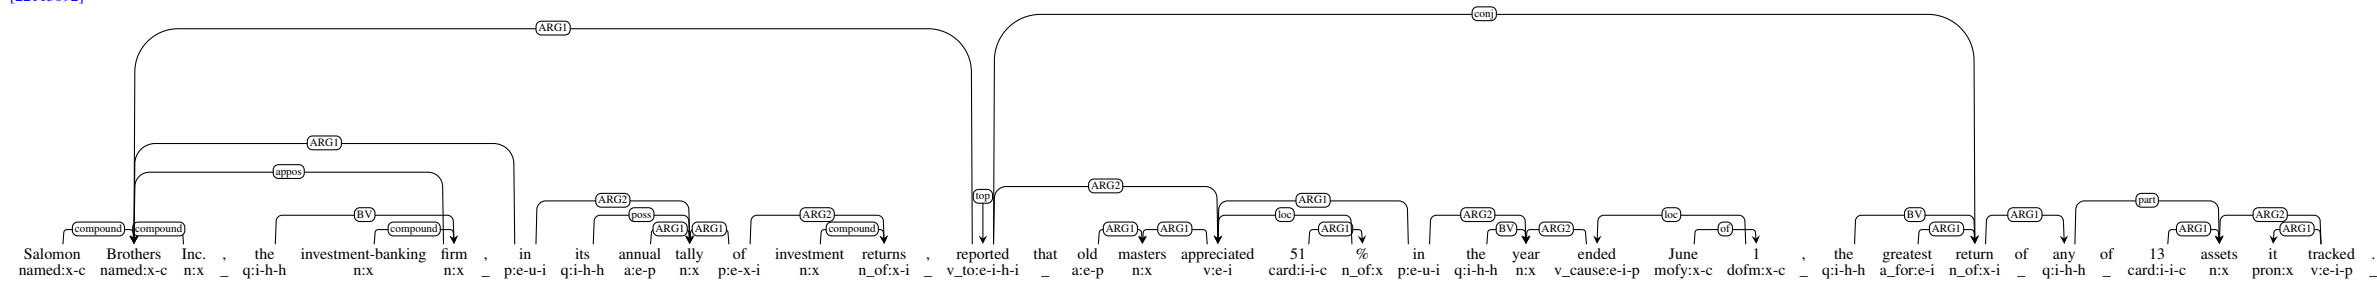 conj
ARG1
ARG1
appos
ARG2
top
ARG2 poss ARG2 loc ARG1 ARG2 loc BV ARG1 part ARG2
BV
compound compound compound ARG1 ARG1 compound ARG1 ARG1 ARG1 BV ARG2 of ARG1 ARG1 ARG1
Salomon Brothers Inc. , the investment-banking firm , in its annual tally of investment returns , reported that old masters appreciated 51 % in the year ended June 1 , the greatest return of any of 13 assets it tracked .
named:x-c named:x-c n:x _ q:i-h-h n:x n:x _ p:e-u-i q:i-h-h a:e-p n:x p:e-x-i n:x n_of:x-i _ v_to:e-i-h-i _ a:e-p n:x v:e-i card:i-i-c n_of:x p:e-u-i q:i-h-h n:x v_cause:e-i-p mofy:x-c dofm:x-c _ q:i-h-h a_for:e-i n_of:x-i _ q:i-h-h _ card:i-i-c n:x pron:x v:e-i-p _